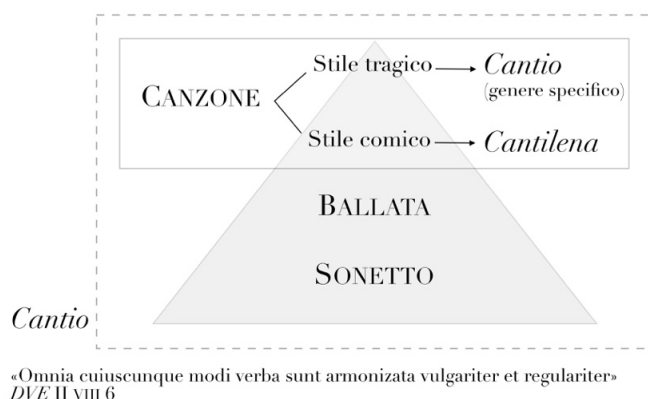 Stile tragico Cantio
(genere specifico)
CANZONE
Stile comico Cantilena
BALLATA
SONETTO
Cantio
«Omnia cuiuscunque modi verba sunt armonizata vulgariter et regulariter»
DVE II VIII 6